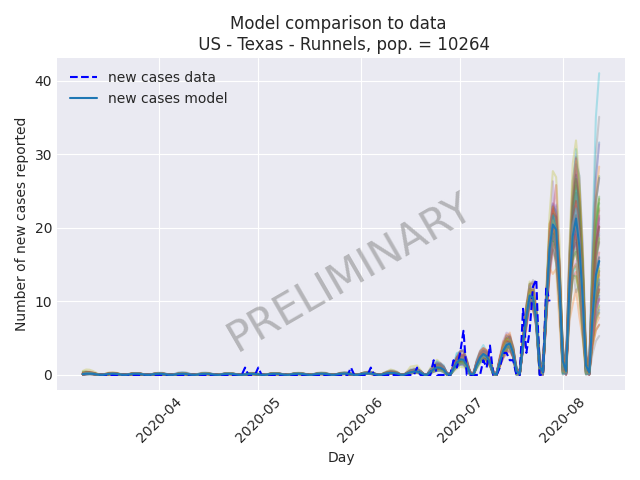 Model comparison to data
US - Texas - Runnels, pop. = 10264
new cases data
new cases model
PRELIMINARY
Number of new cases reported
40
30
20
10
0
2020-04
2020-05
2020-06
2020-07
2020-08
Day